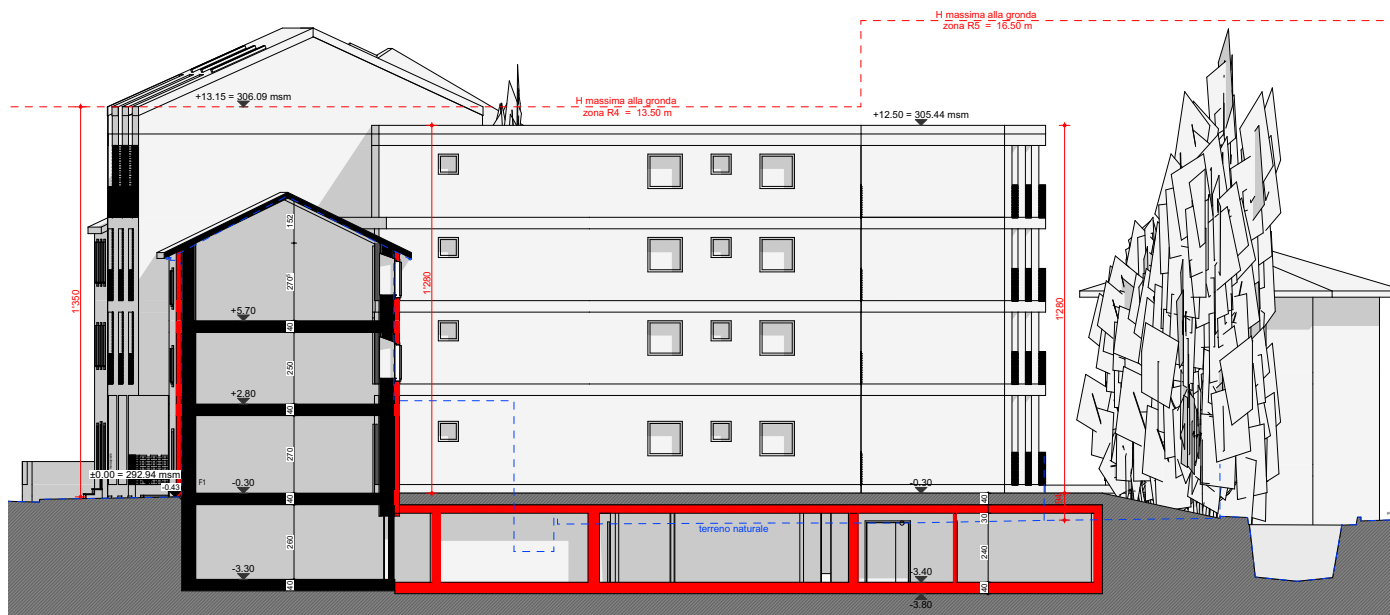 H massima alla gronda
zona R5 = 16.50 m
+13.15 = 306.09 msm
H massima alla gronda
zona R4 = 13.50 m
+12.50 = 305.44 msm
152
270⁵
1'350
1'280
1'280
+5.70
40
250
+2.80
40
270
±0.00 = 292.94 msm
-0.43
F1
-0.30
40
-0.30
40
94
30
terreno naturale
260
240
-3.30
40
-3.40
40
-3.80